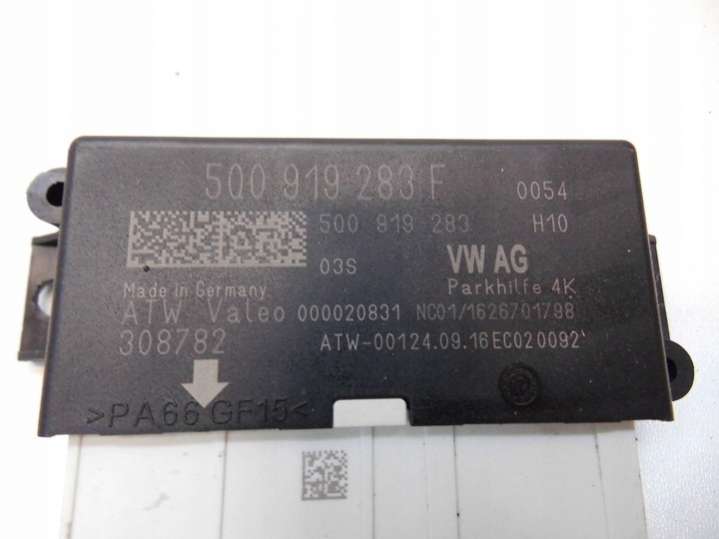 5Q0 919 283 F 0054
5Q0 919 283 H10
03S VW AG
Made in Germany Parkhilfe 4K
ATW Valeo 000020831 NC01/1626701798
308782 ATW-00124.09.16EC020092
>PA66 GF15<